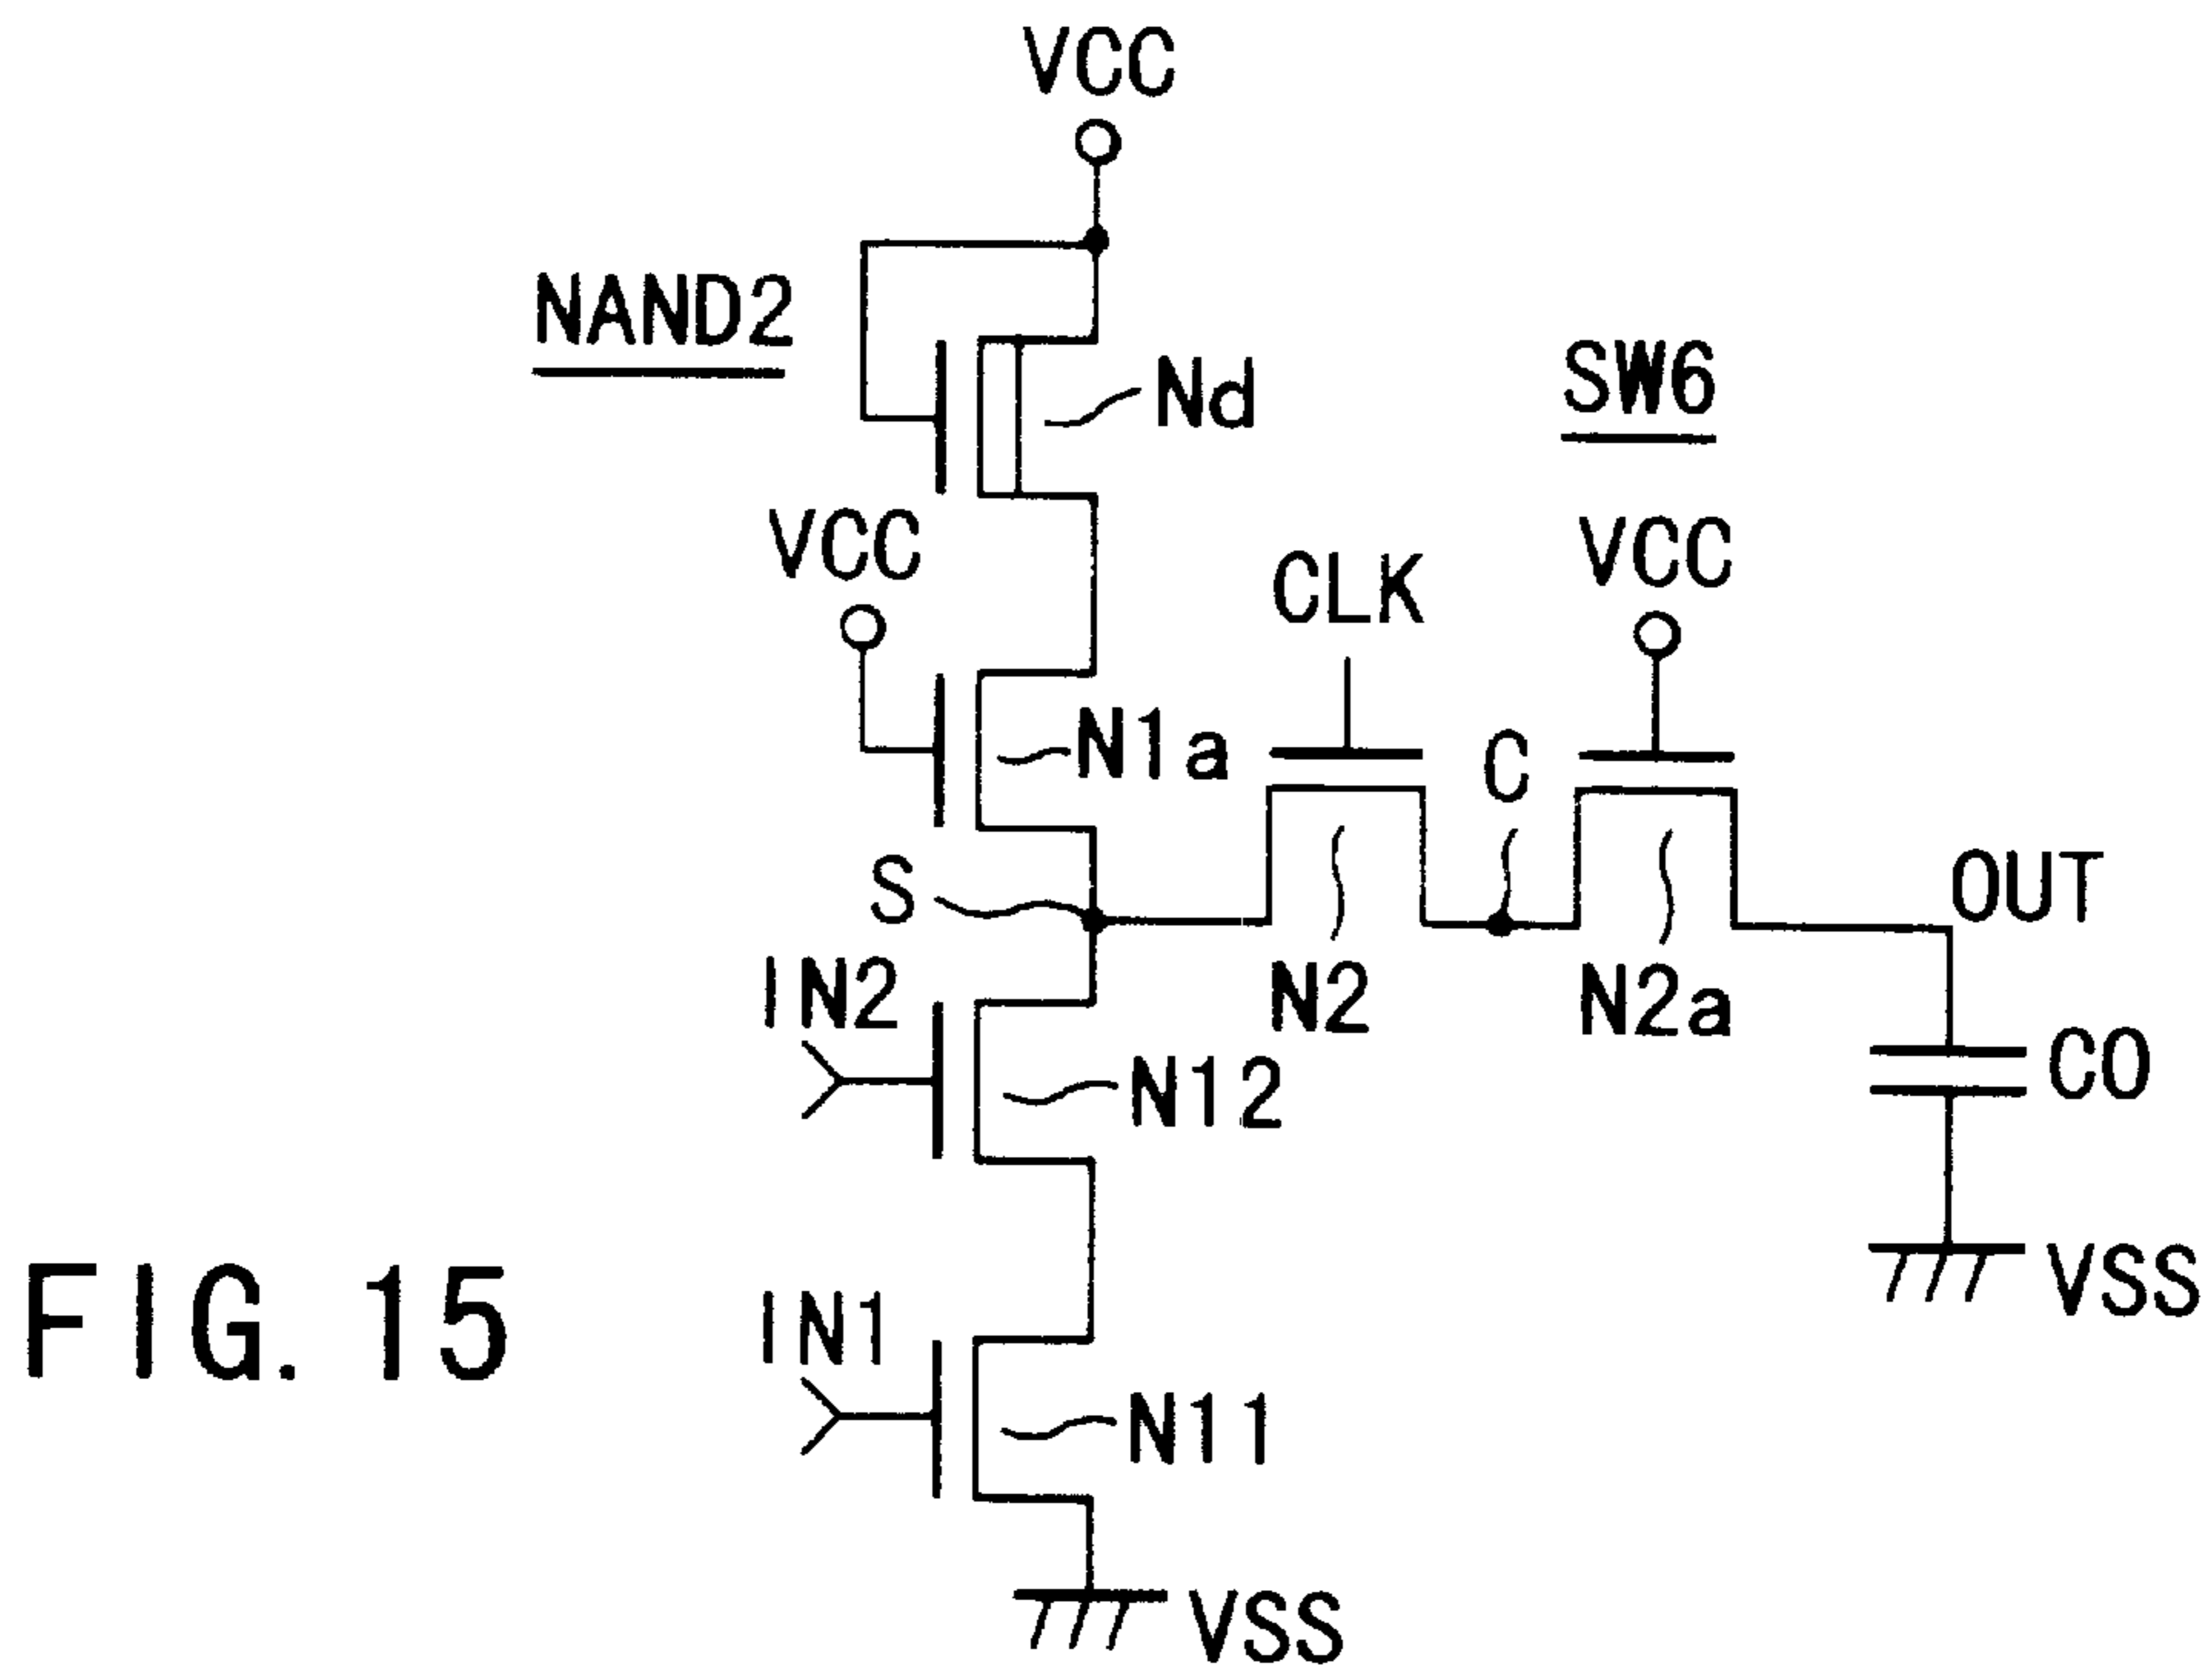 VCC
NAND2
Nd
SW6
VCC
CLK
VCC
N1a
C
S
OUT
IN2
N2
N2a
N12
CO
IN1
VSS
FIG. 15
N11
VSS